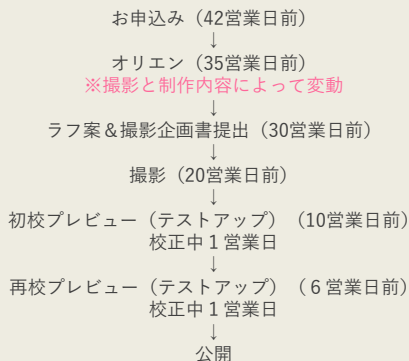 お申込み（42営業日前）
↓
オリエン（35営業日前）
※撮影と制作内容によって変動
↓
ラフ案＆撮影企画書提出（30営業日前）
↓
撮影（20営業日前）
↓
初校プレビュー（テストアップ）（10営業日前）
校正中１営業日
↓
再校プレビュー（テストアップ）（６営業日前）
校正中１営業日
↓
公開